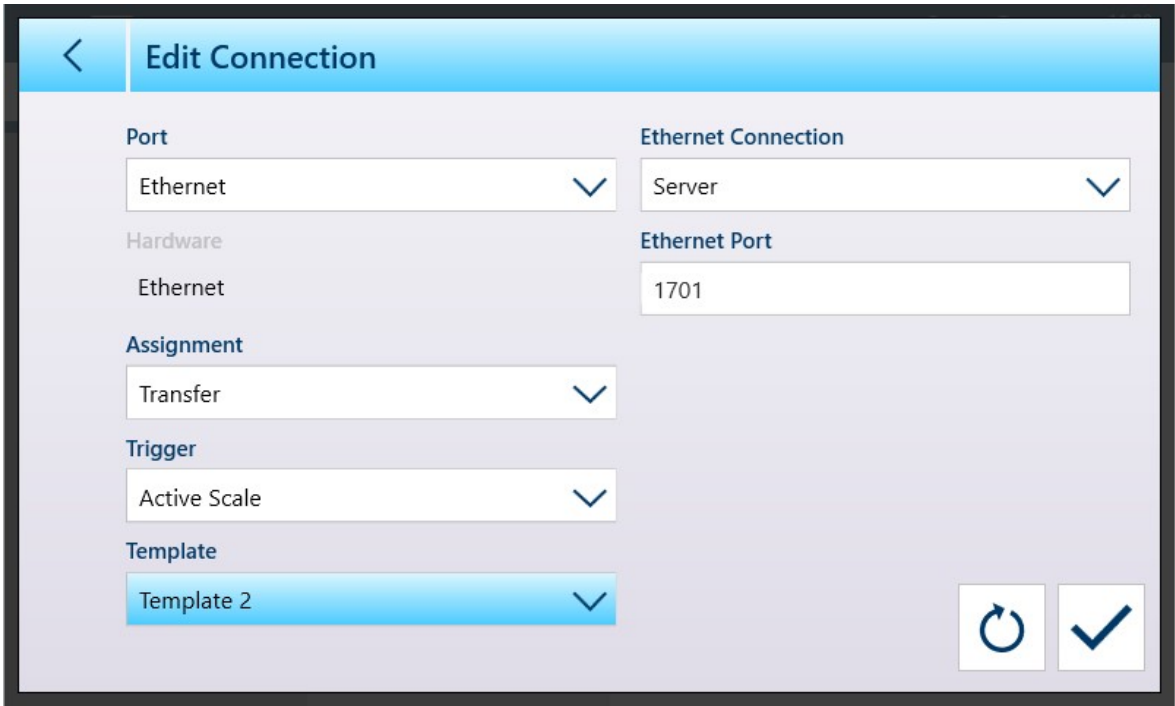 Edit Connection
Port
Ethernet
Hardware
Ethernet
Assignment
Transfer
Trigger
Active Scale
Template
Template 2
Ethernet Connection
Server
Ethernet Port
1701